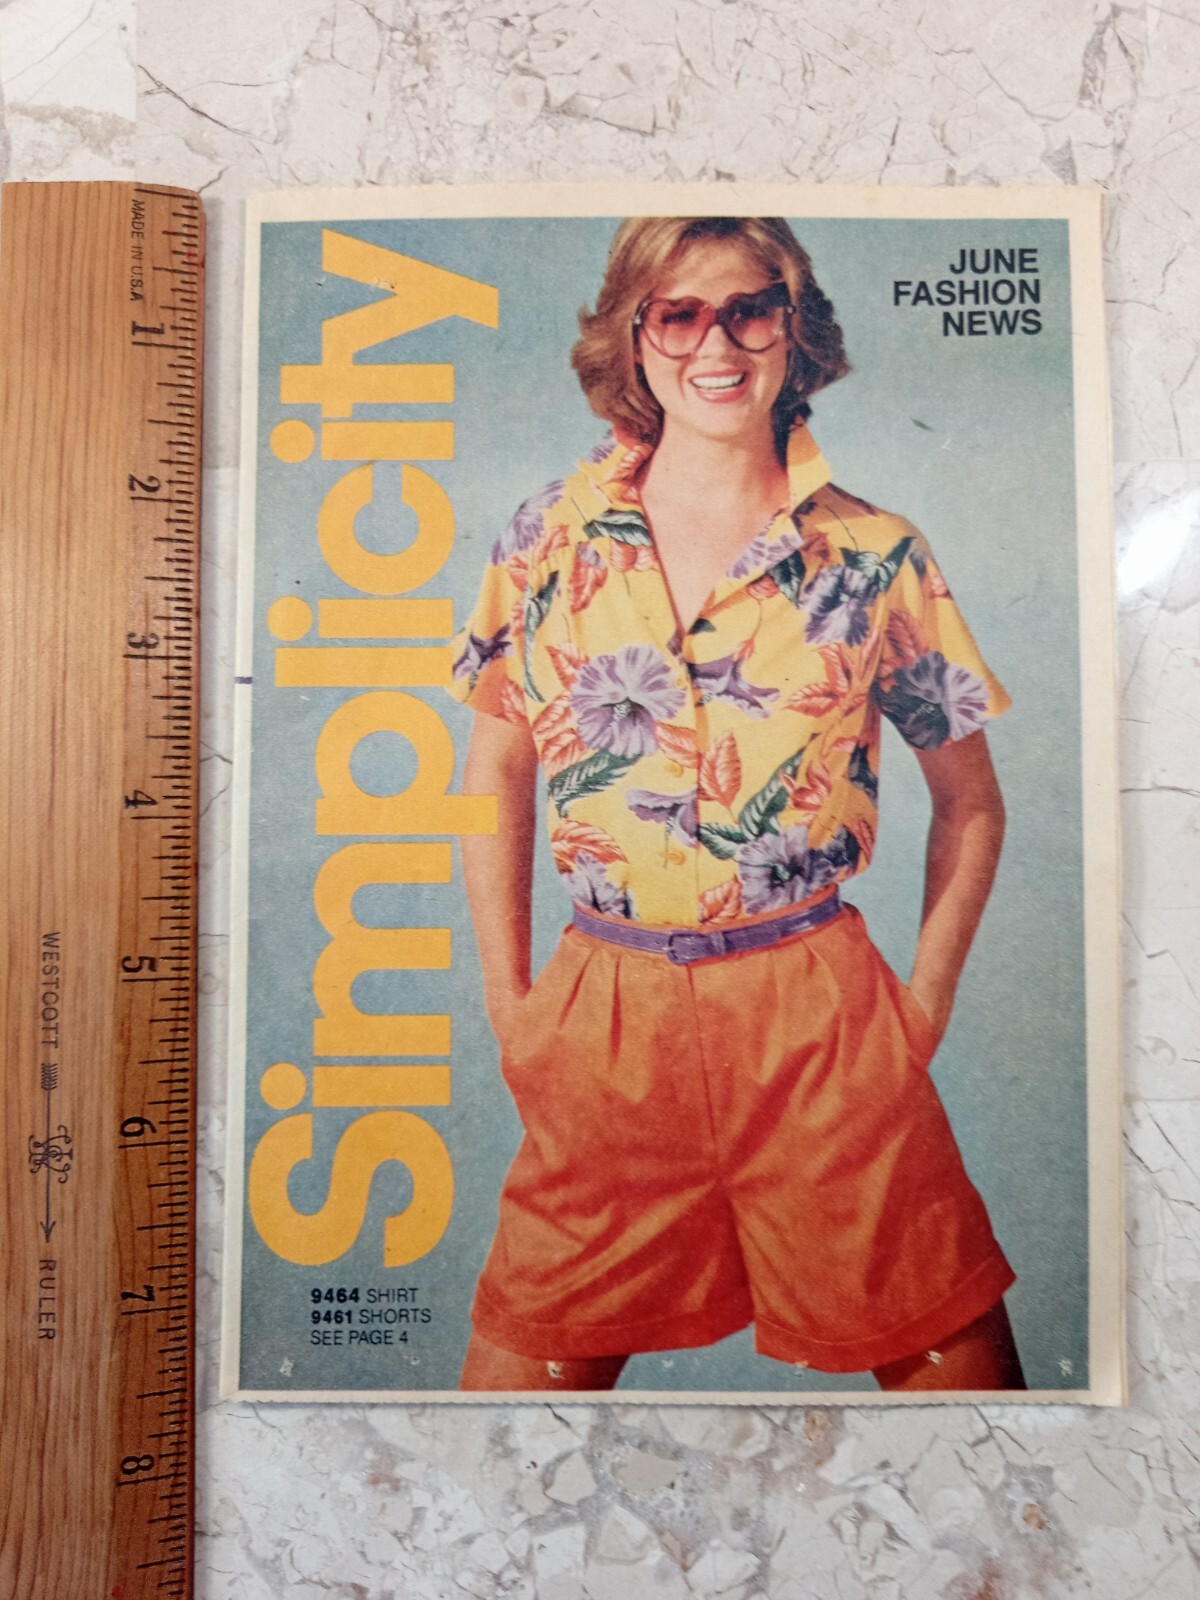 MADE IN U.S.A
1
2
3
4
5
6
7
8
WESTCOTT
RULER
Simplicity
JUNE
FASHION
NEWS
9464 SHIRT
9461 SHORTS
SEE PAGE 4